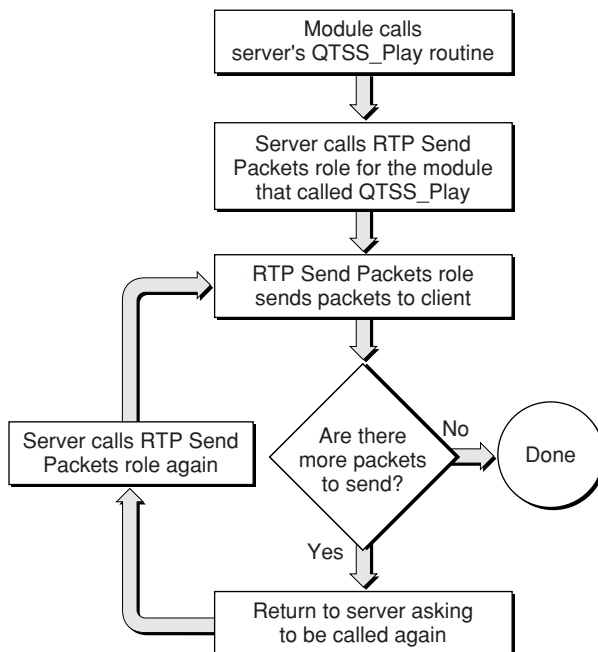 Module calls
server's QTSS_Play routine
Server calls RTP Send
Packets role for the module
that called QTSS_Play
RTP Send Packets role
sends packets to client
Are there
more packets
to send?
No
Done
Yes
Return to server asking
to be called again
Server calls RTP Send
Packets role again